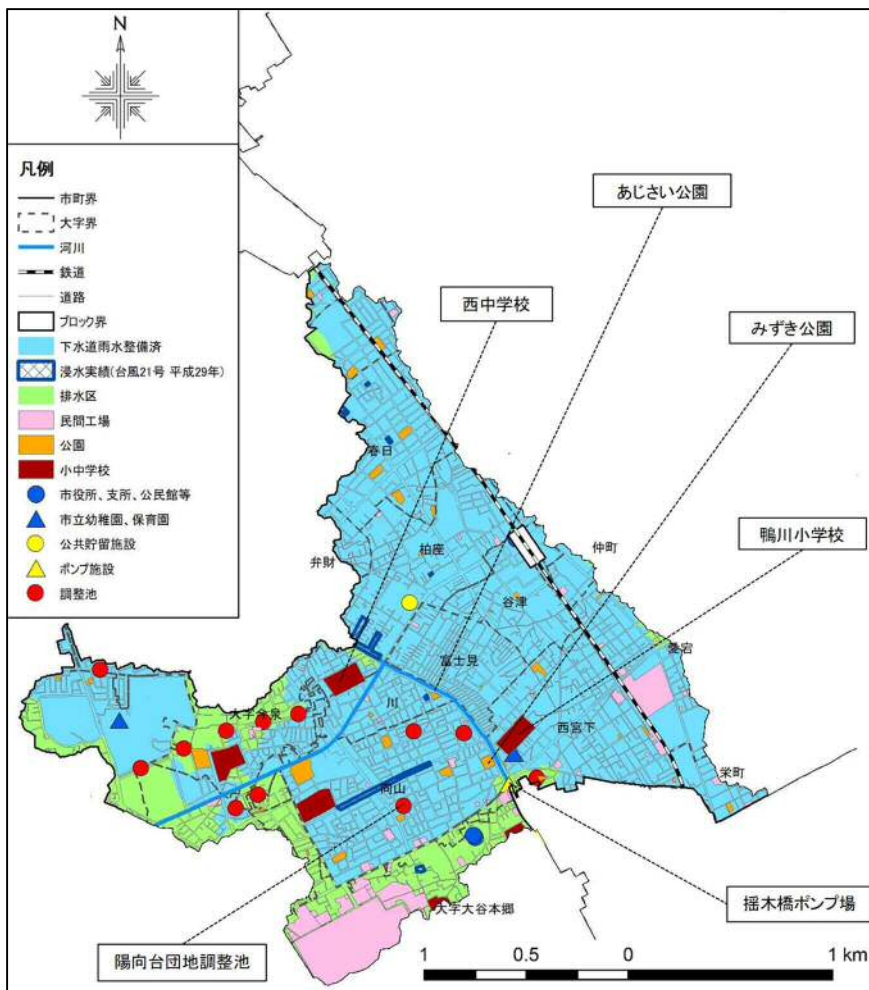 N
凡例
市町界
大字界
河川
鉄道
道路
ブロック界
下水道雨水整備済
浸水実績(台風21号 平成29年)
排水区
民間工場
公園
小中学校
市役所、支所、公民館等
市立幼稚園、保育園
公共貯留施設
ポンプ施設
調整池
あじさい公園
西中学校
みずき公園
鴨川小学校
春日
柏座
仲町
弁財
谷津
愛宕
富士見
川
西宮下
栄町
向山
大字大谷本郷
揺木橋ポンプ場
陽向台団地調整池
1 0.5 0 1 km